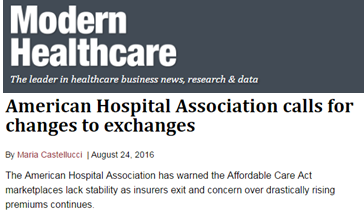 Modern
Healthcare
The leader in healthcare business news, research & data
American Hospital Association calls for
changes to exchanges
By Maria Castellucci | August 24, 2016
The American Hospital Association has warned the Affordable Care Act
marketplaces lack stability as insurers exit and concern over drastically rising
premiums continues.